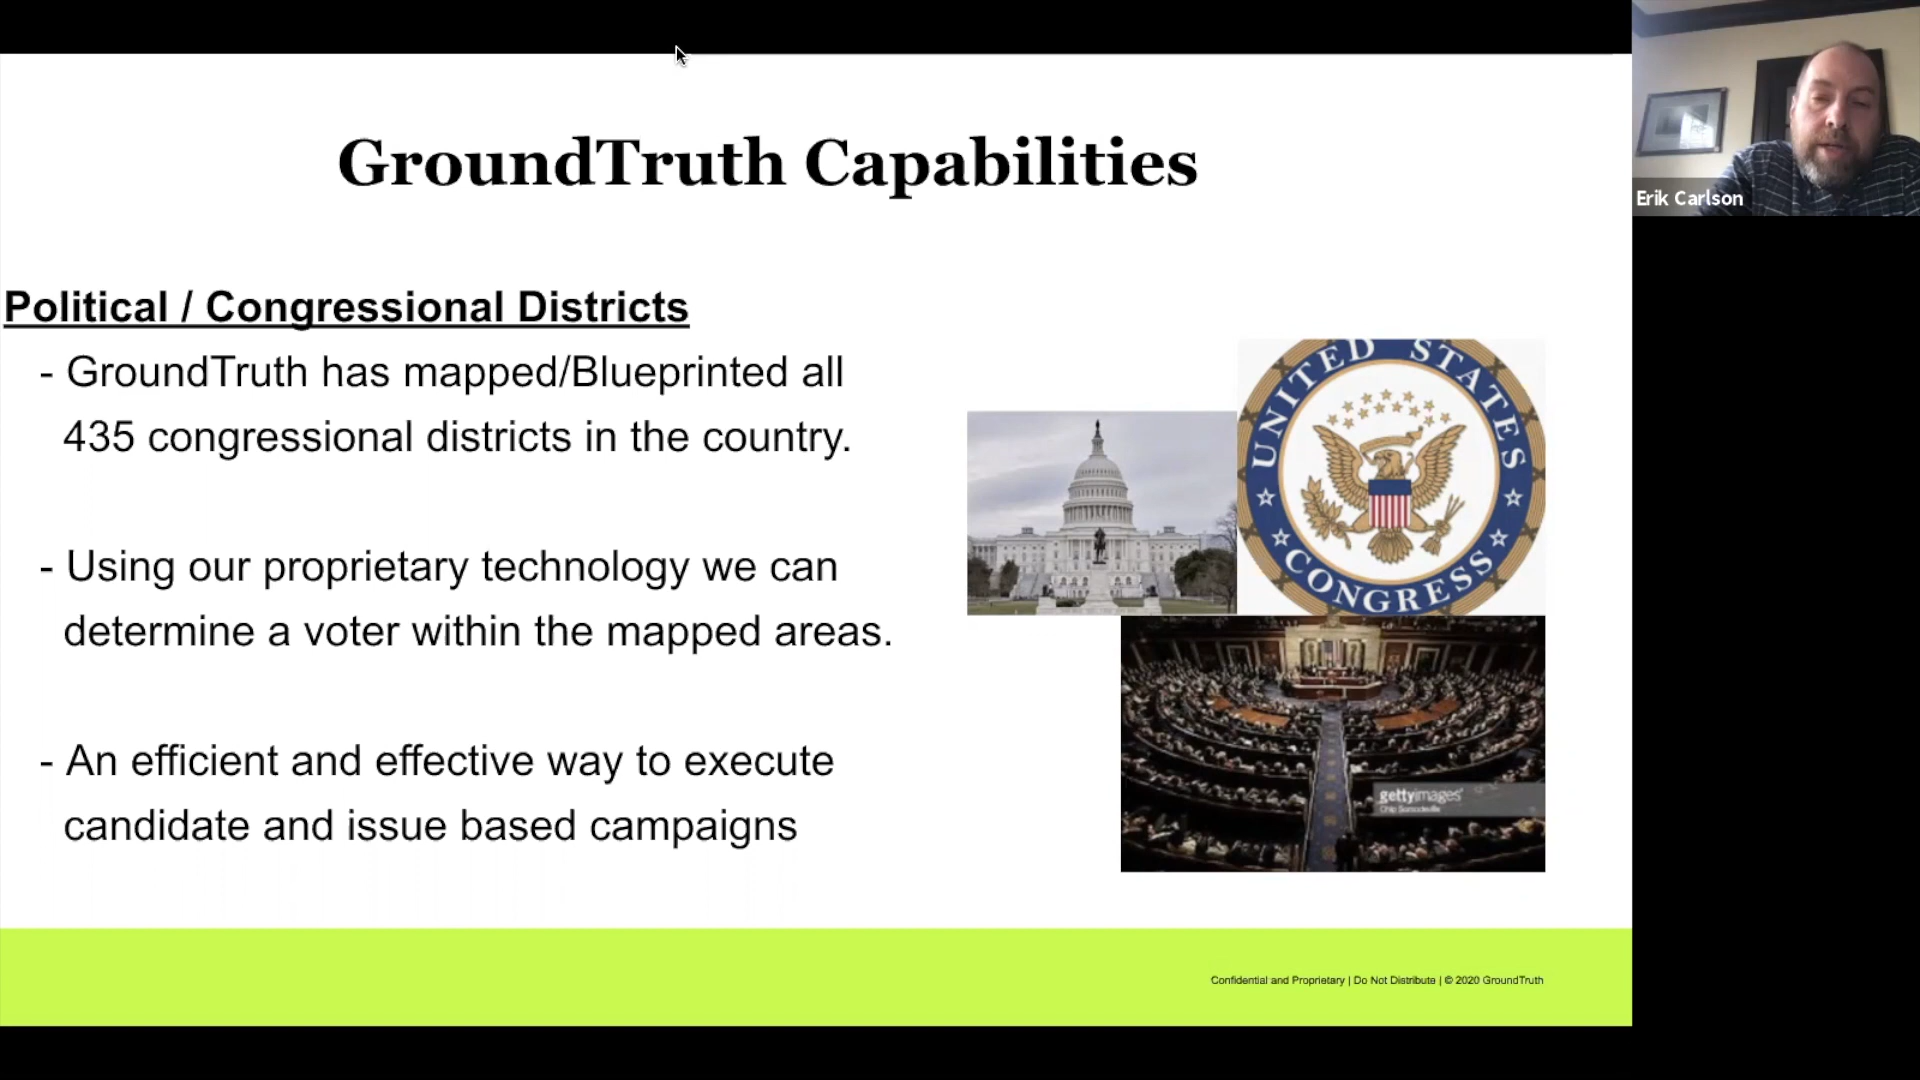 GroundTruth Capabilities
Erik Carlson
Political / Congressional Districts
- GroundTruth has mapped/Blueprinted all
435 congressional districts in the country.
- Using our proprietary technology we can
determine a voter within the mapped areas.
- An efficient and effective way to execute
candidate and issue based campaigns
UNITED STATES
CONGRESS
gettyimages
Confidential and Proprietary | Do Not Distribute | © 2020 GroundTruth